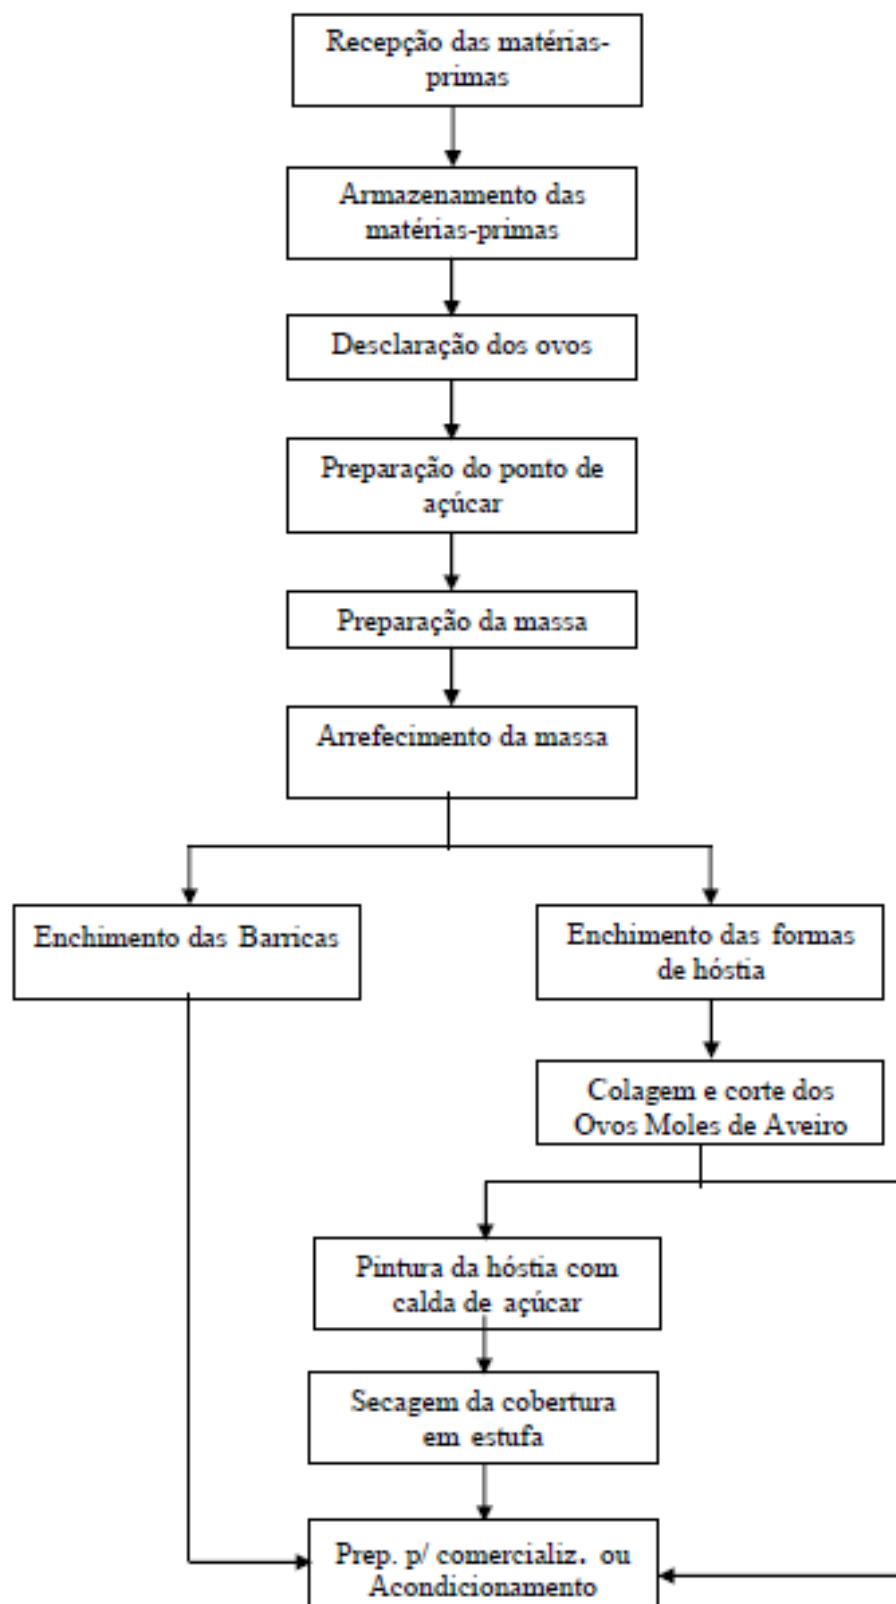 Recepção das matérias-
primas
Armazenamento das
matérias-primas
Desclaração dos ovos
Preparação do ponto de
açúcar
Preparação da massa
Arrefecimento da massa
Enchimento das Barricas
Enchimento das formas
de hóstia
Colagem e corte dos
Ovos Moles de Aveiro
Pintura da hóstia com
calda de açúcar
Secagem da cobertura
em estufa
Prep. p/ comercializ. ou
Acondicionamento